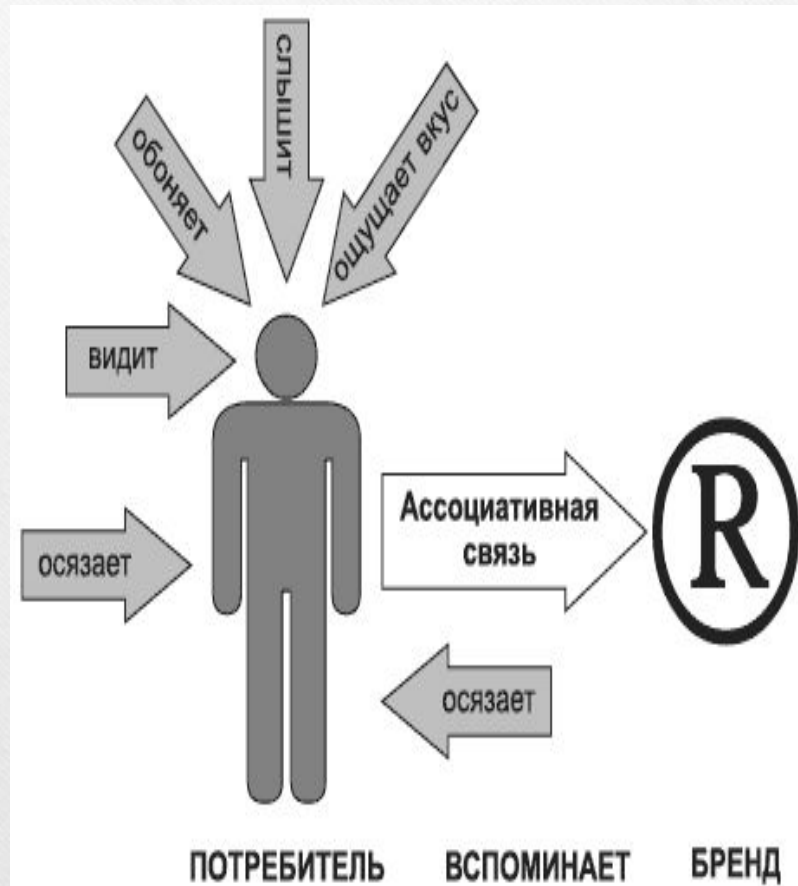 слышит
обоняет
ощущает вкус
видит
осязает
Ассоциативная
связь
R
осязает
ПОТРЕБИТЕЛЬ ВСПОМИНАЕТ БРЕНД